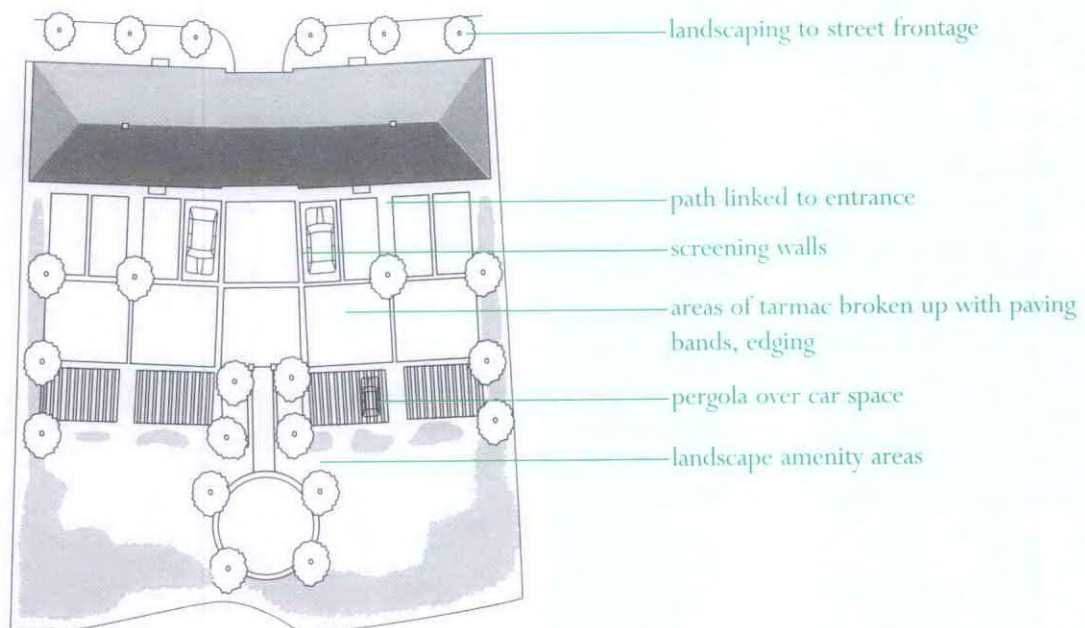 landscaping to street frontage
path linked to entrance
screening walls
areas of tarmac broken up with paving
bands, edging
pergola over car space
landscape amenity areas